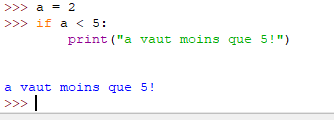 >>> a = 2
>>> if a < 5:
        print("a vaut moins que 5!")
a vaut moins que 5!
>>>